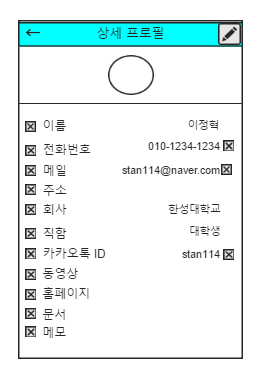 상세 프로필
이름 이정혁
전화번호 010-1234-1234
메일 stan114@naver.com
주소
회사 한성대학교
직함 대학생
카카오톡 ID stan114
동영상
홈페이지
문서
메모